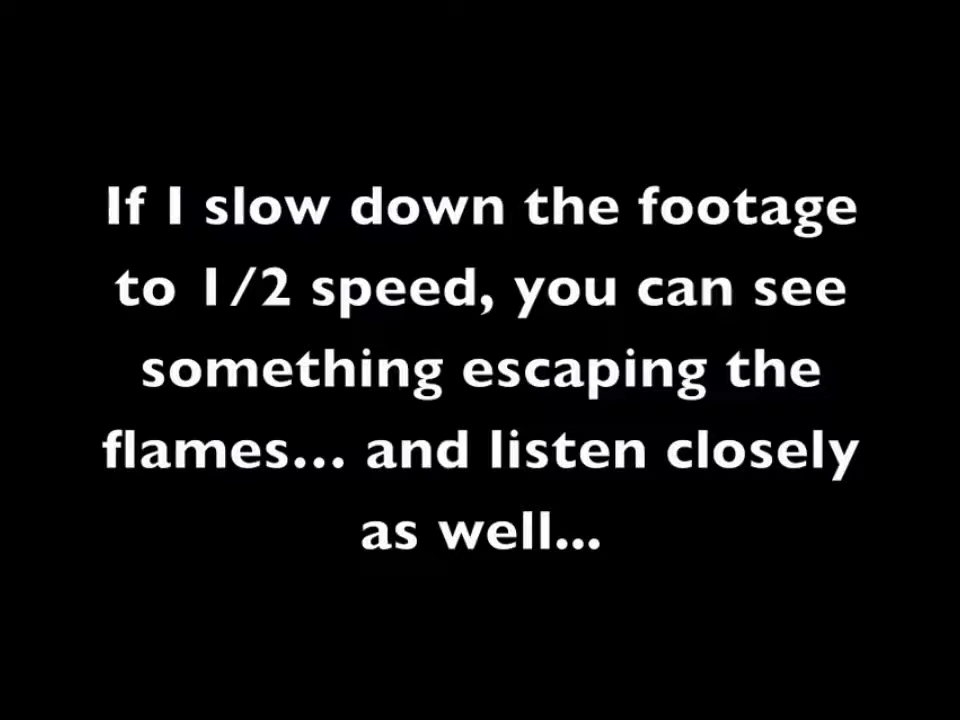 If I slow down the footage
to 1/2 speed, you can see
something escaping the
flames... and listen closely
as well...